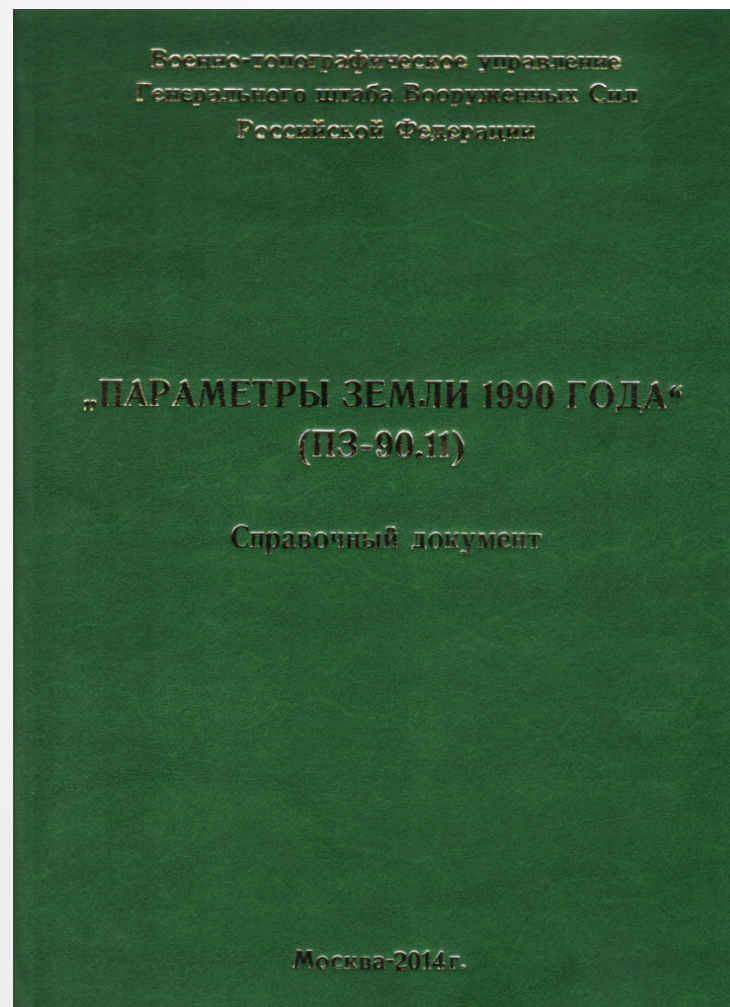 Военно-топографическое управление
Генерального штаба Вооруженных Сил
Российской Федерации
„ПАРАМЕТРЫ ЗЕМЛИ 1990 ГОДА“
(ПЗ-90.11)
Справочный документ
Москва-2014г.